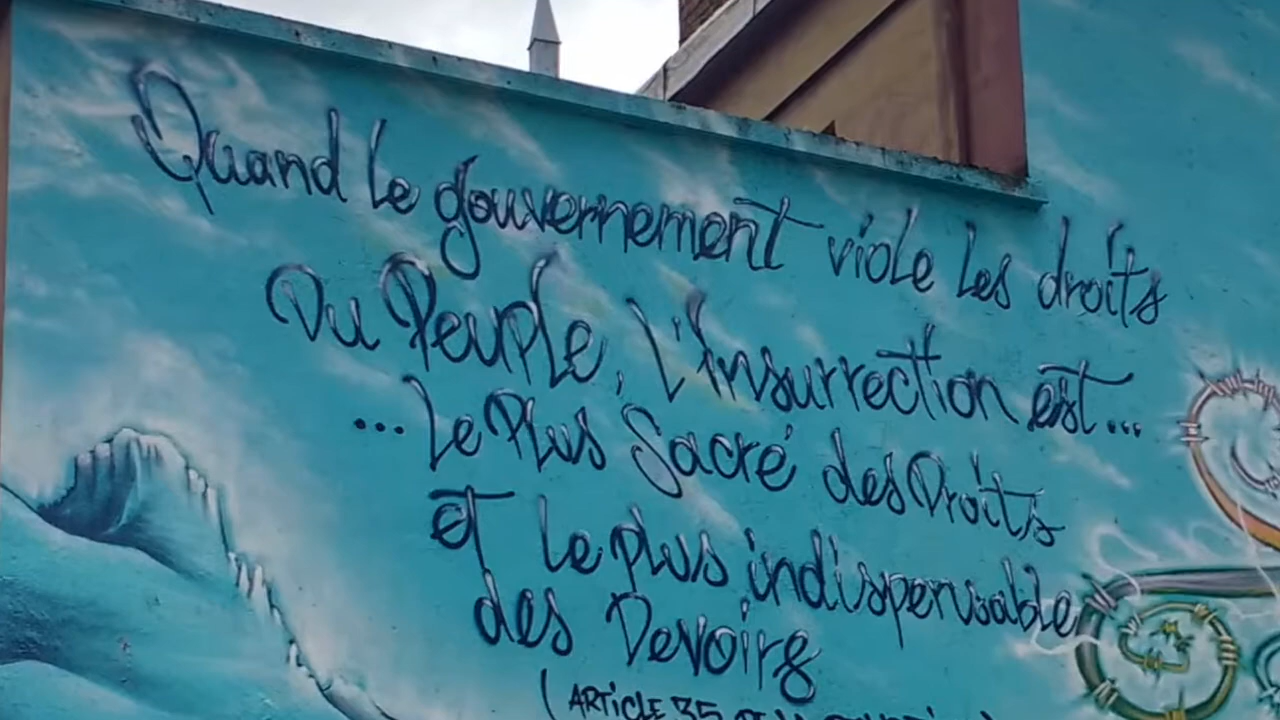 Quand le gouvernement viole les droits
Du Peuple, L'Insurrection est...
...Le Plus Sacré des Droits
et le plus indispensable
des Devoirs
(ARTICLE 35